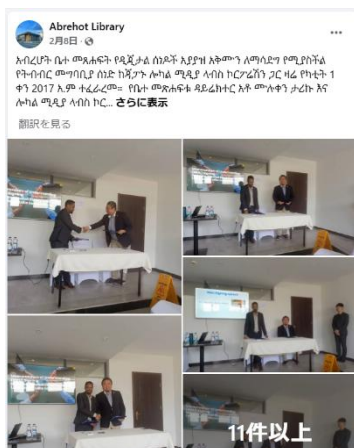 Abrehot Library
2月8日
አብረሆት ቤተ መጻሕፍት የዲጂታል ሰነዶች አያያዝ አቅሙን ለማሳደግ የሚያስችል
የትብብር መግባቢያ ሰነድ ከጃፓኑ ሎካል ሚዲያ ላብስ ኮርፖሬሽን ጋር ዛሬ የካቲት 1
ቀን 2017 ኢ.ም ተፈራረመ። የቤተ መጽሐፍቱ ዳይሬክተር አቶ ሙሉቀን ታሪኩ እና
ሎካል ሚዲያ ላብስ ኮር... さらに表示
翻訳を見る
11件以上